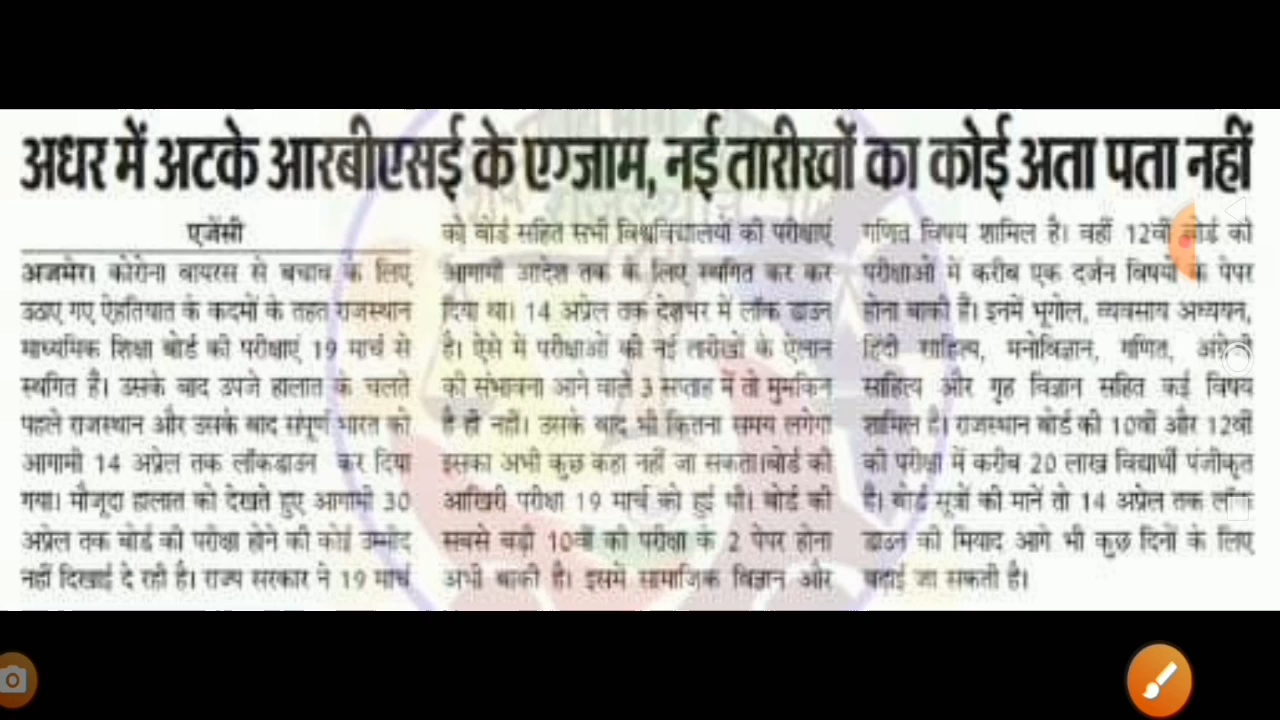 अधर में अटके आरबीएसई के एग्जाम, नई तारीखों का कोई अता पता नहीं
एजेंसी
अजमेर। कोरोना वायरस से बचाव के लिए
उठाए गए ऐहतियात के कदमों के तहत राजस्थान
माध्यमिक शिक्षा बोर्ड की परीक्षाएं 19 मार्च से
स्थगित है। उसके बाद उपजे हालात के चलते
पहले राजस्थान और उसके बाद संपूर्ण भारत को
आगामी 14 अप्रेल तक लॉकडाउन कर दिया
गया। मौजूदा हालात को देखते हुए आगामी 30
अप्रेल तक बोर्ड की परीक्षा होने की कोई उम्मीद
नहीं दिखाई दे रही है। राज्य सरकार ने 19 मार्च
को बोर्ड सहित सभी विश्वविद्यालयों की परीक्षाएं
आगामी आदेश तक के लिए स्थगित कर कर
दिया था। 14 अप्रेल तक देशभर में लॉक डाउन
है। ऐसे में परीक्षाओं की नई तारीखों के ऐलान
की संभावना आने वाले 3 सप्ताह में तो मुमकिन
है ही नहीं। उसके बाद भी कितना समय लगेगा
इसका अभी कुछ कहा नहीं जा सकता।बोर्ड की
आखिरी परीक्षा 19 मार्च को हुई थी। बोर्ड की
सबसे बड़ी 10वीं की परीक्षा के 2 पेपर होना
अभी बाकी है। इसमें सामाजिक विज्ञान और
गणित विषय शामिल है। वहीं 12वीं बोर्ड की
परीक्षाओं में करीब एक दर्जन विषयों के पेपर
होना बाकी है। इनमें भूगोल, व्यवसाय अध्ययन,
हिंदी साहित्य, मनोविज्ञान, गणित, अंग्रेजी
साहित्य और गृह विज्ञान सहित कई विषय
शामिल है। राजस्थान बोर्ड की 10वीं और 12वीं
की परीक्षा में करीब 20 लाख विद्यार्थी पंजीकृत
है। बोर्ड सूत्रों की मानें तो 14 अप्रेल तक लॉक
डाउन की मियाद आगे भी कुछ दिनों के लिए
बढ़ाई जा सकती है।